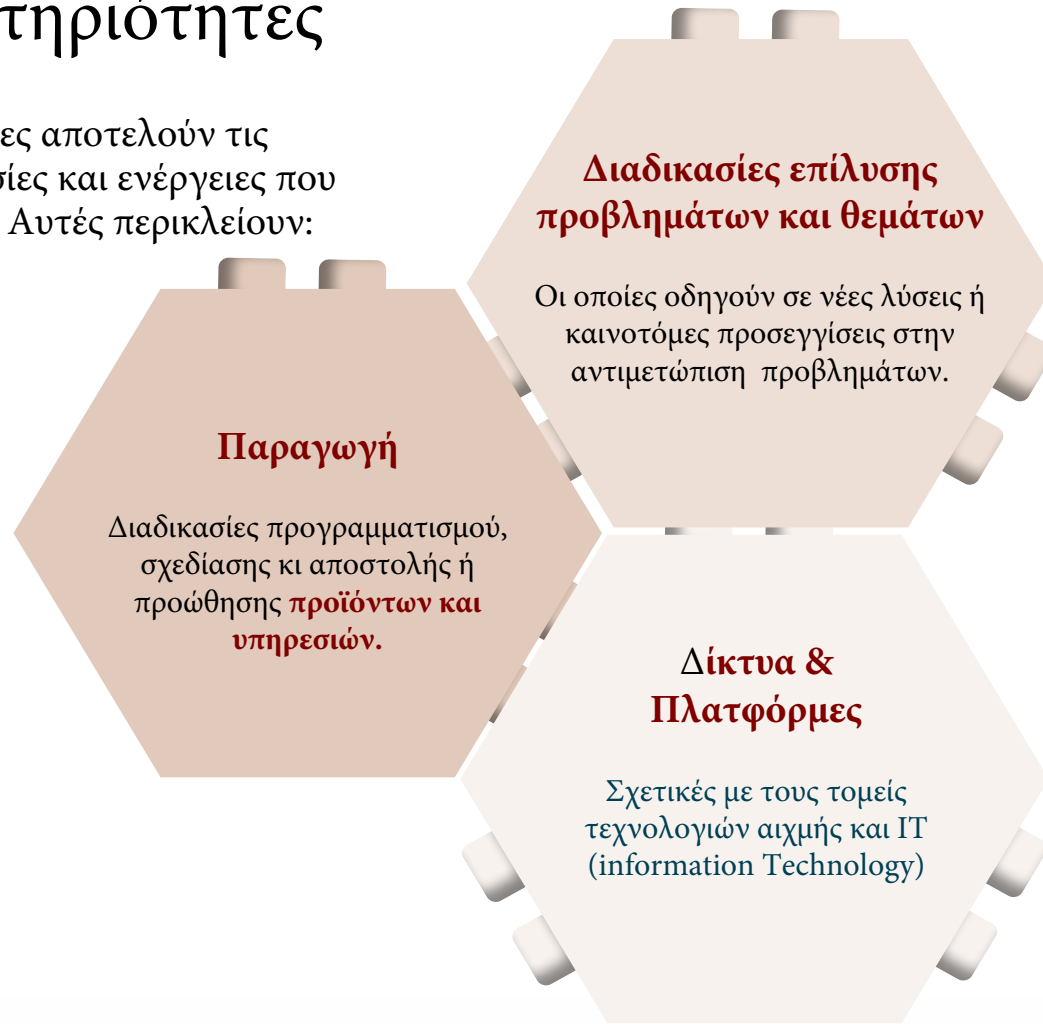 τηριότητες
ες αποτελούν τις
σίες και ενέργειες που
Αυτές περικλείουν:
Διαδικασίες επίλυσης
προβλημάτων και θεμάτων
Οι οποίες οδηγούν σε νέες λύσεις ή
καινοτόμες προσεγγίσεις στην
αντιμετώπιση προβλημάτων.
Παραγωγή
Διαδικασίες προγραμματισμού,
σχεδίασης κι αποστολής ή
προώθησης προϊόντων και
υπηρεσιών.
Δίκτυα &
Πλατφόρμες
Σχετικές με τους τομείς
τεχνολογιών αιχμής και IT
(information Technology)